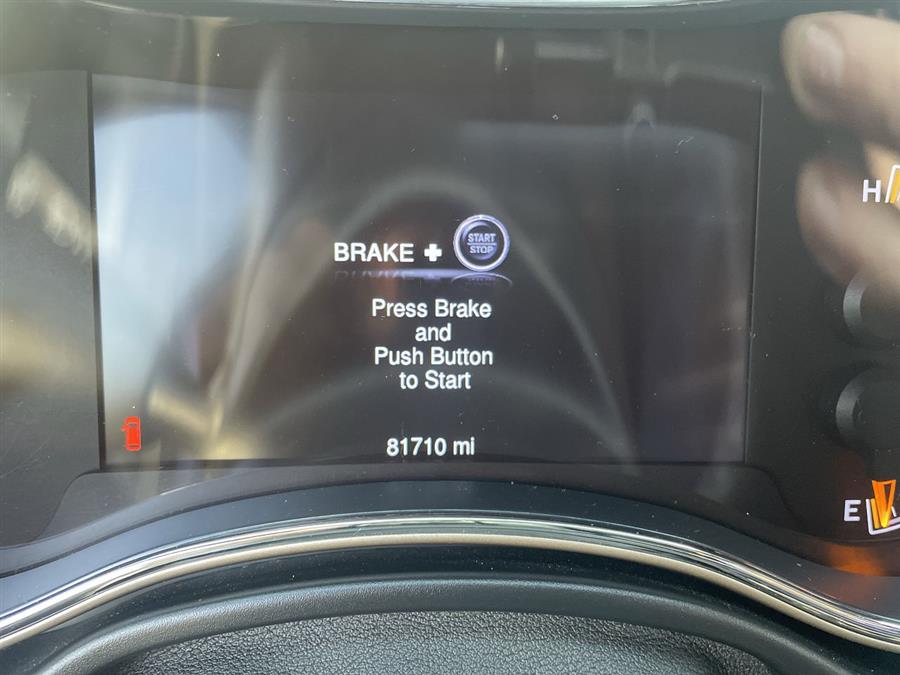 H
BRAKE + START
STOP
Press Brake
and
Push Button
to Start
81710 mi
E